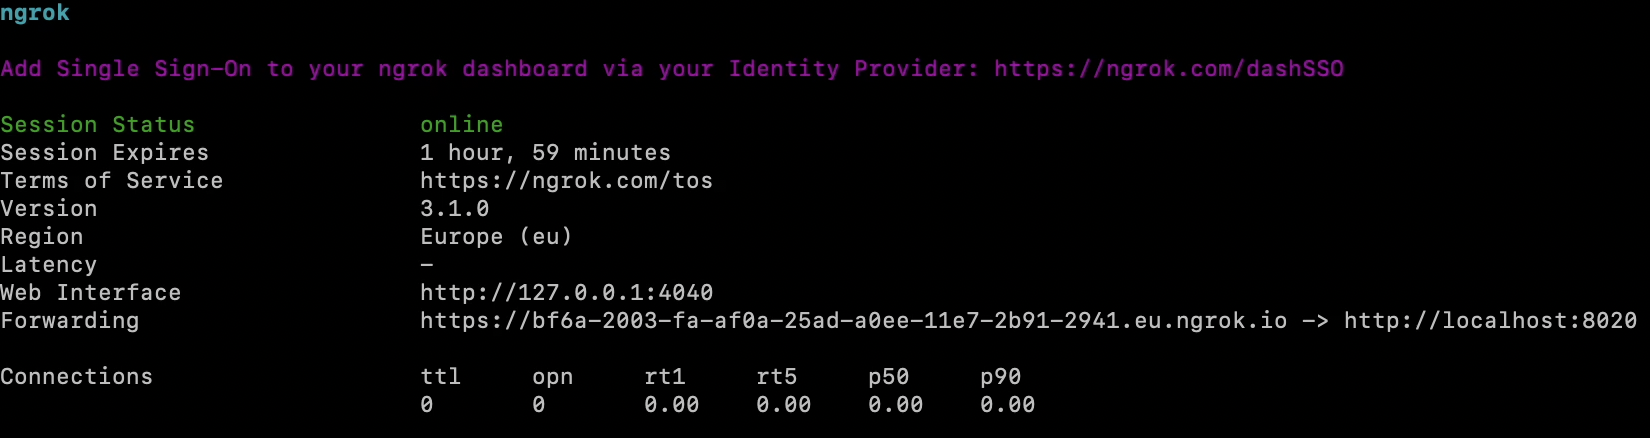 ngrok
Add Single Sign-On to your ngrok dashboard via your Identity Provider: https://ngrok.com/dashSSO
Session Status online
Session Expires 1 hour, 59 minutes
Terms of Service https://ngrok.com/tos
Version 3.1.0
Region Europe (eu)
Latency -
Web Interface http://127.0.0.1:4040
Forwarding https://bf6a-2003-fa-af0a-25ad-a0ee-11e7-2b91-2941.eu.ngrok.io -> http://localhost:8020
Connections ttl opn rt1 rt5 p50 p90
0 0 0.00 0.00 0.00 0.00